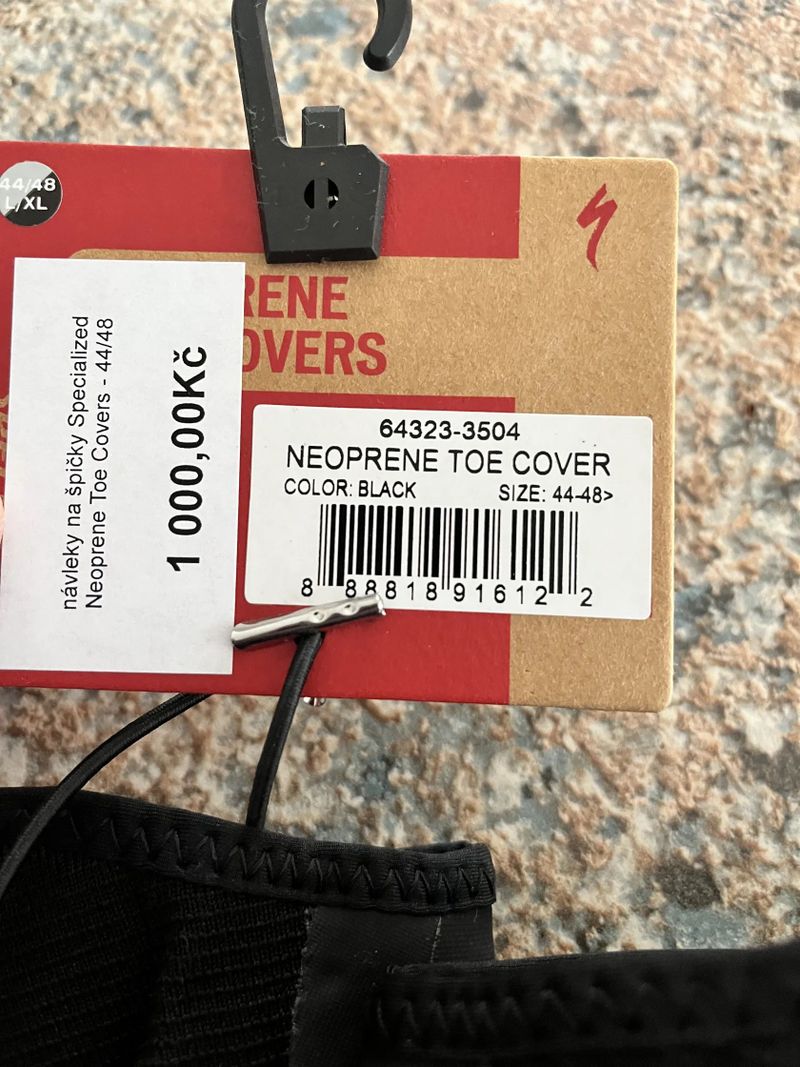 44/48
L/XL
RENE
OVERS
návleky na špičky Specialized
Neoprene Toe Covers - 44/48
1 000,00Kč
64323-3504
NEOPRENE TOE COVER
COLOR: BLACK SIZE: 44-48>
8 88818 91612 2